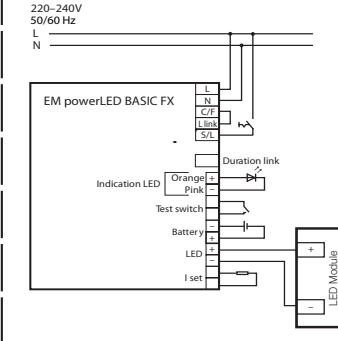 220–240V
50/60 Hz
L
N
EM powerLED BASIC FX
L
N
C/F
L link
S/L
Duration link
Indication LED
Orange +
Pink –
Test switch
Battery
–
+
LED
+
–
I set
+
–
LED Module